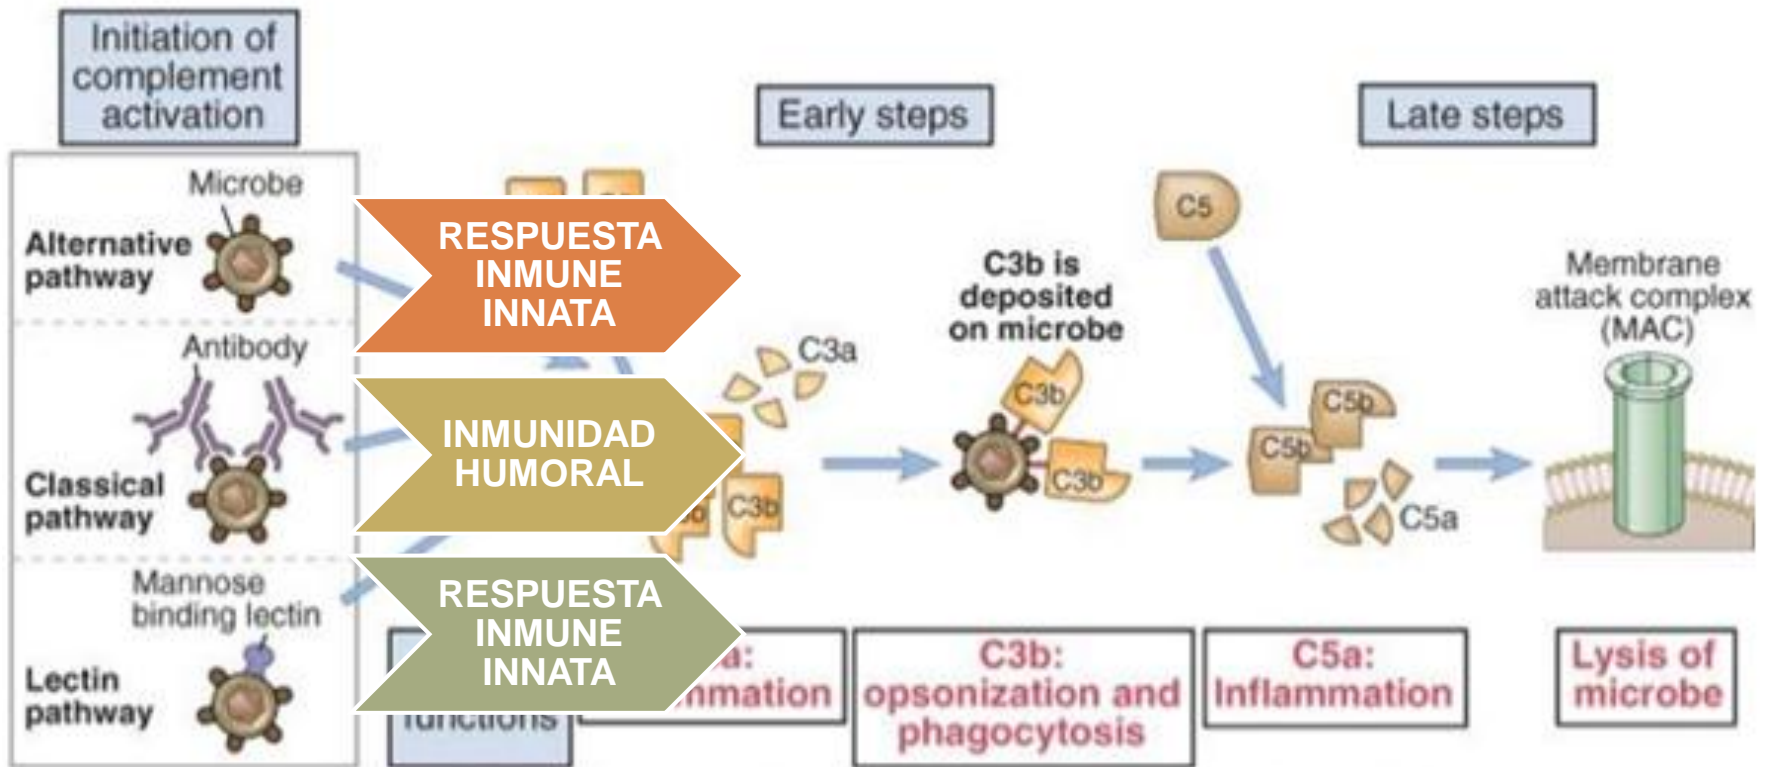 Initiation of
complement
activation
Early steps
Late steps
Microbe
Alternative
pathway
Antibody
Classical
pathway
Mannose
binding lectin
Lectin
pathway
RESPUESTA
INMUNE
INNATA
INMUNIDAD
HUMORAL
RESPUESTA
INMUNE
INNATA
C3a
C3b
C3b is
deposited
on microbe
C3b
C3b
C5
C5b
C5b
C5a
Membrane
attack complex
(MAC)
functions
a:
mmation
C3b:
opsonization and
phagocytosis
C5a:
Inflammation
Lysis of
microbe